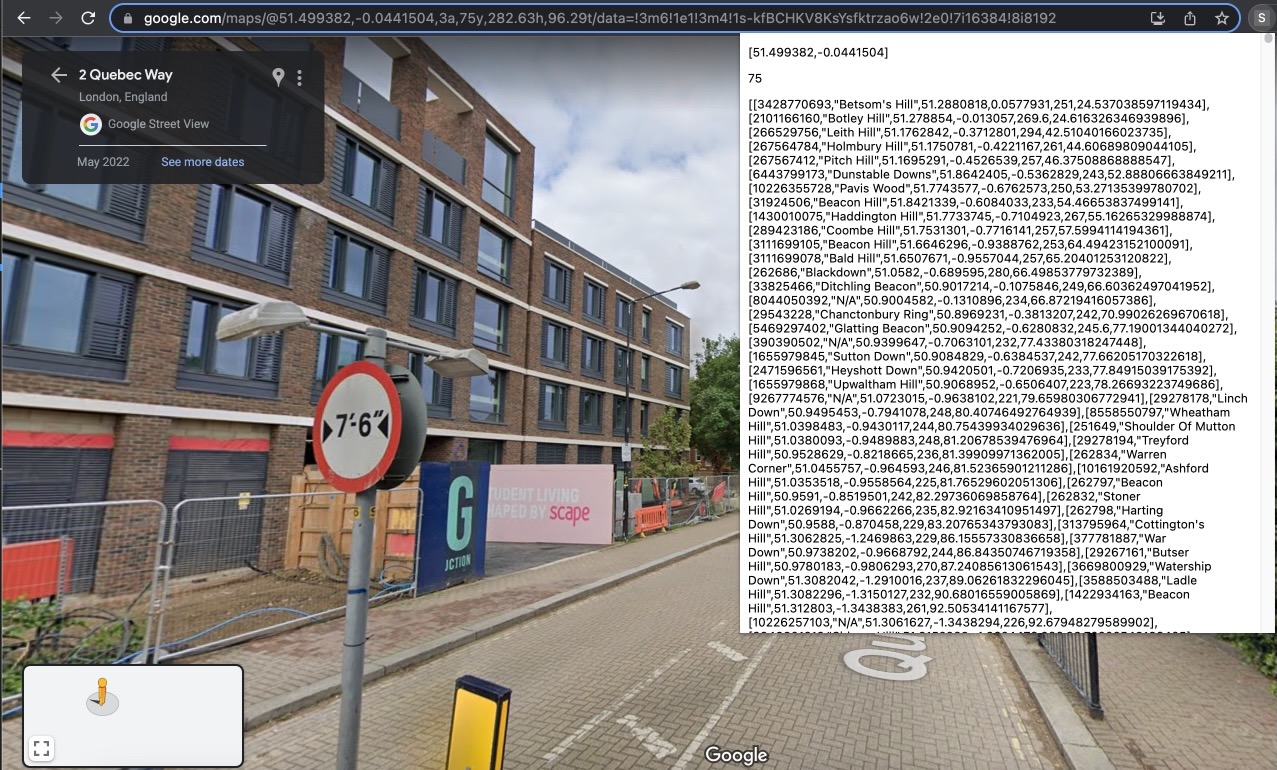 google.com/maps/@51.499382,-0.0441504,3a,75y,282.63h,96.29t/data=!3m6!1e1!3m4!1s-kfBCHKV8KsYsfktrzao6w!2e0!7i16384!8i8192
S
2 Quebec Way
London, England
Google Street View
May 2022 See more dates
7'-6"
G
JCTION
TUDENT LIVING
HAPED BY scape
Qu
Google
[51.499382,-0.0441504]
75
[[3428770693,"Betsom's Hill",51.2880818,0.0577931,251,24.537038597119434],
[2101166160,"Botley Hill",51.278854,-0.013057,269.6,24.616326346939896],
[266529756,"Leith Hill",51.1762842,-0.3712801,294,42.51040166023735],
[267564784,"Holmbury Hill",51.1750781,-0.4221167,261,44.60689809044105],
[267567412,"Pitch Hill",51.1695291,-0.4526539,257,46.37508868888547],
[6443799173,"Dunstable Downs",51.8642405,-0.5362829,243,52.88806663849211],
[10226355728,"Pavis Wood",51.7743577,-0.6762573,250,53.27133599780702],
[31924506,"Beacon Hill",51.8421339,-0.6084033,233,54.46653837499141],
[1430010075,"Haddington Hill",51.7733745,-0.7104923,267,55.16265329988874],
[289423186,"Coombe Hill",51.7531301,-0.7716141,257,57.5994114194361],
[3111699105,"Beacon Hill",51.6646296,-0.9388762,253,64.49423152100091],
[3111699078,"Bald Hill",51.6507671,-0.9557044,257,65.20401253120822],
[262686,"Blackdown",51.0582,-0.689595,280,66.49853779732389],
[33825466,"Ditchling Beacon",50.9017214,-0.1075846,249,66.60362497041952],
[8044050392,"N/A",50.9004582,-0.1310896,234,66.87219416057386],
[29543228,"Chanctonbury Ring",50.8969231,-0.3813207,242,70.99026269670618],
[5469297402,"Glatting Beacon",50.9094252,-0.6280832,245.6,77.19001344040272],
[390390502,"N/A",50.9399647,-0.7063101,232,77.43380318247448],
[1655979845,"Sutton Down",50.9084829,-0.6384537,242,77.66205170322618],
[2471596561,"Heyshott Down",50.9420501,-0.7206935,233,77.84915039175392],
[1655979868,"Upwaltham Hill",50.9068952,-0.6506407,223,78.26693223749686],
[9267774576,"N/A",51.0723015,-0.9638102,221,79.65980306772941],[29278178,"Linch
Down",50.9495453,-0.7941078,248,80.40746492704939],[8558550797,"Wheatham
Hill",51.0398483,-0.9430117,244,80.75439934029636],[251649,"Shoulder Of Mutton
Hill",51.0380093,-0.9489883,248,81.20678539476964],[29278194,"Treyford
Hill",50.9528629,-0.8218665,236,81.39909971362005],[262834,"Warren
Corner",51.0455757,-0.964593,246,81.52365901211286],[10161920592,"Ashford
Hill",51.0353518,-0.9558564,225,81.76529602051306],[262797,"Beacon
Hill",50.9591,-0.8519501,242,82.29736069858764],[262832,"Stoner
Hill",51.0269194,-0.9662266,235,82.92163410951497],[262798,"Harting
Down",50.9588,-0.870458,229,83.20765343793083],[313795964,"Cottington's
Hill",51.3062825,-1.2469863,229,86.15557330836658],[377781887,"War
Down",50.9736202,-0.9639792,244,86.84350746719358],[29267161,"Butser
Hill",50.9780183,-0.9809293,270,87.24085613061543],[3669800929,"Watership
Down",51.3082042,-1.2910016,237,89.06261832296045],[3587903488,"Ladle
Hill",51.3082296,-1.3150127,232,90.68016559005869],[1422934163,"Beacon
Hill",51.312803,-1.3438383,261,92.50534141167577],
[10226257103,"N/A",51.3061627,-1.3438294,226,92.67948279589902],